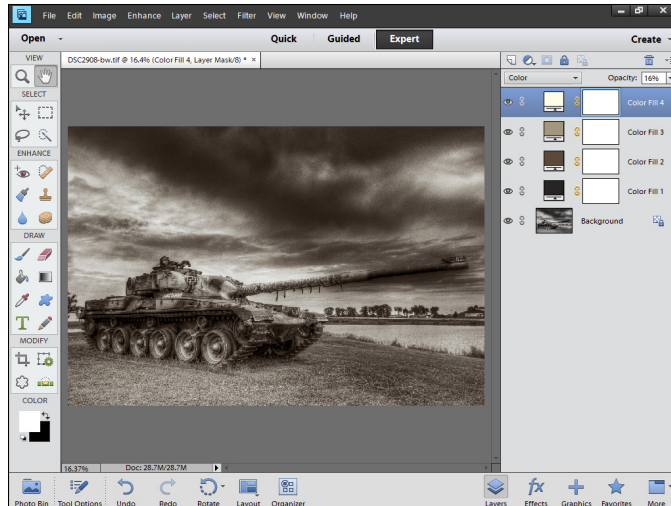 File Edit Image Enhance Layer Select Filter View Window Help
Open Quick Guided Expert Create
VIEW
DSC2908-bw.tif @ 16.4% (Color Fill 4, Layer Mask/8) * ×
Color Opacity: 16%
SELECT
Color Fill 4
Color Fill 3
ENHANCE
Color Fill 2
Color Fill 1
Background
DRAW
T
MODIFY
COLOR
16.37% Doc: 28.7M/28.7M
fx
Photo Bin Tool Options Undo Redo Rotate Layout Organizer Layers Effects Graphics Favorites More